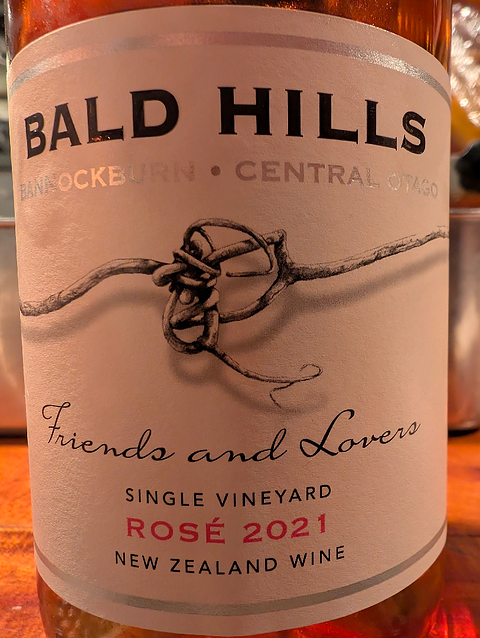 BALD HILLS
BANNOCKBURN • CENTRAL OTAGO
Friends and Lovers
SINGLE VINEYARD
ROSÉ 2021
NEW ZEALAND WINE